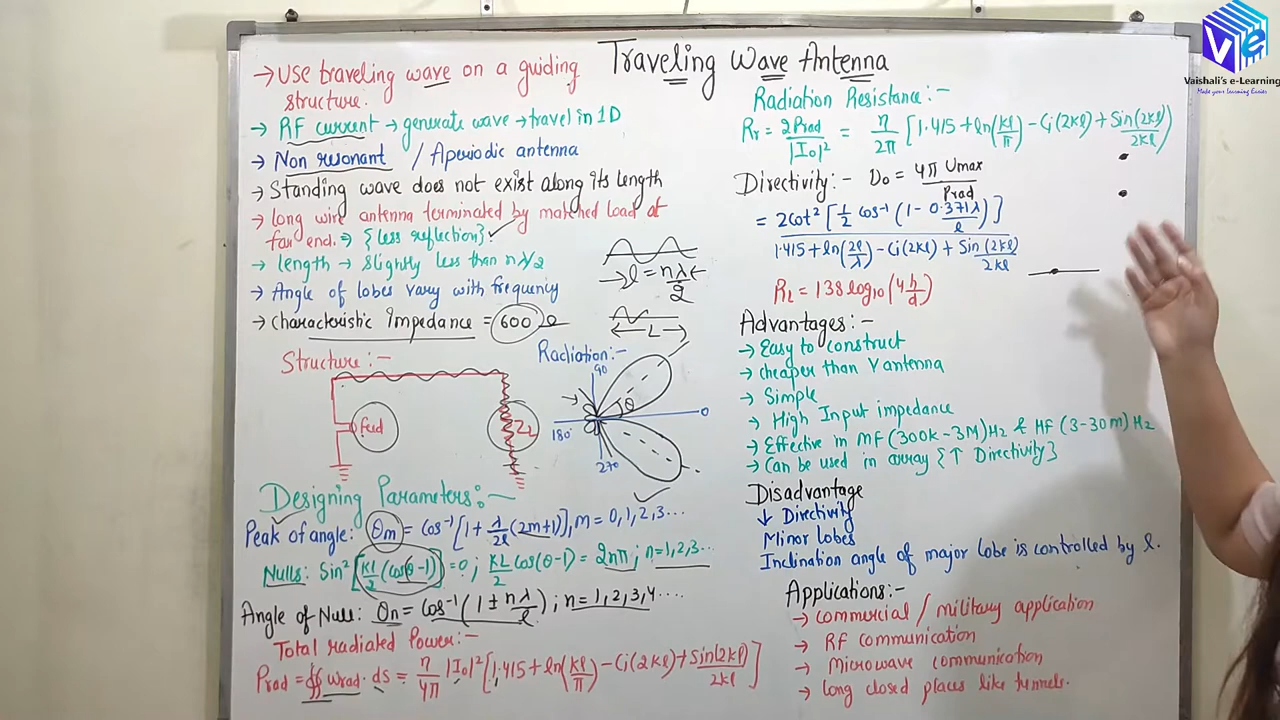 Traveling Wave Antenna
→ Use traveling wave on a guiding
structure.
→ RF current → generate wave → travel in 1D
→ Non resonant / Aperiodic antenna
→ Standing wave does not exist along its length
→ long wire antenna terminated by matched load at
far end. ⇒ {less reflection}.
→ length → slightly less than nλ/2
→ Angle of lobes vary with frequency
→ characteristic impedance = 600
→ l = nλ/2
L
Structure:-
feed
ZL
Radiation:-
90
θ
0
180°
270
Designing Parameters:-
Peak of angle: θm = cos⁻¹[1 + λ/2l (2m+1)], m = 0,1,2,3...
Nulls: Sin²[kl/2 (cosθ-1)] = 0; kl/2 cos(θ-1) = 2nπ; n=1,2,3...
Angle of Null: θn = cos⁻¹(1 ± nλ/l); n = 1,2,3,4....
Total radiated Power:-
Prad = ∯ Wrad. ds = η/4π |I0|² [1.415 + ln(kl/π) - Ci(2kl) + Sin(2kl)/2kl]
Radiation Resistance:-
Rr = 2Prad/|I0|² = η/2π [1.415 + ln(kl/π) - Ci(2kl) + Sin(2kl)/2kl]
Directivity:- D0 = 4π Umax/Prad
= 2cot²[1/2 cos⁻¹(1 - 0.371λ/l)]
1.415 + ln(2l/λ) - Ci(2kl) + Sin(2kl)/2kl
RL = 138 log10(4h/d)
Advantages:-
→ Easy to construct
→ cheaper than V antenna
→ Simple
→ High Input impedance
→ Effective in MF (300k-3M)Hz & HF (3-30m)Hz
→ Can be used in array {↑ Directivity}
Disadvantage
↓ Directivity
Minor lobes
Inclination angle of major lobe is controlled by l.
Applications:-
→ commercial / military application
→ RF communication
→ Microwave communication
→ long closed places like tunnels.
Ve
Vaishali's e-Learning
Make your Learning Easier